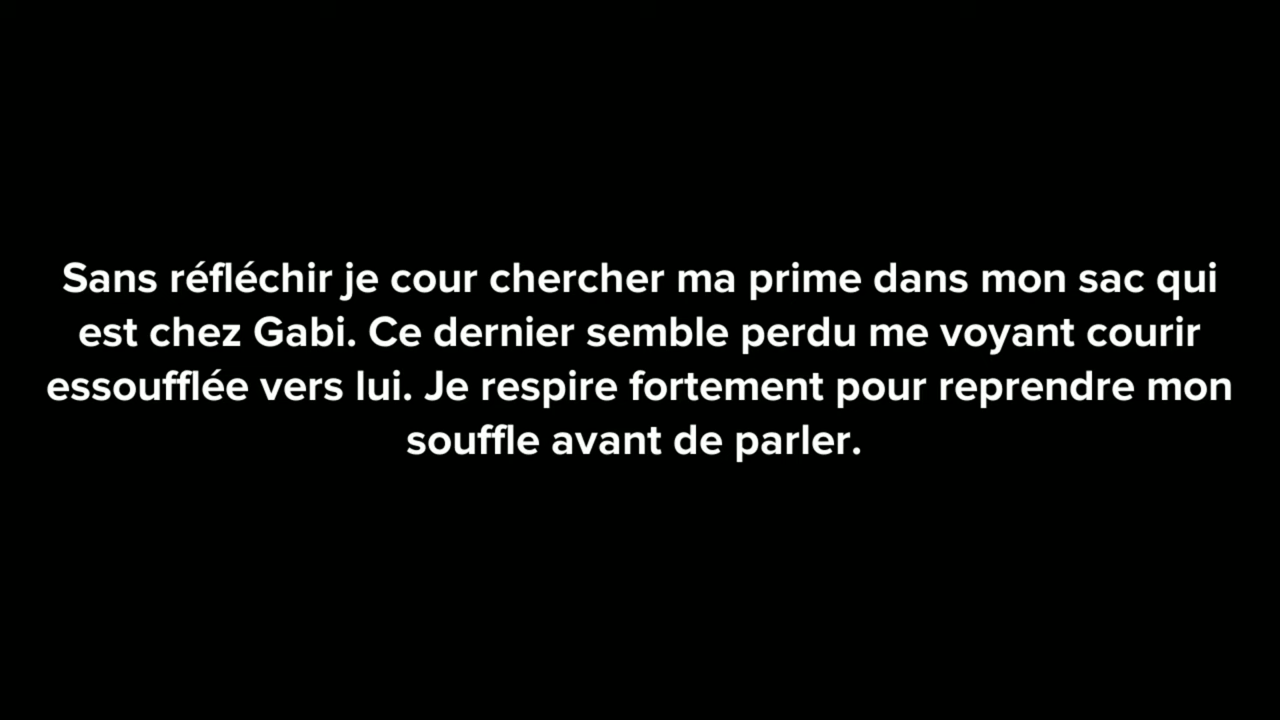 Sans réfléchir je cour chercher ma prime dans mon sac qui
est chez Gabi. Ce dernier semble perdu me voyant courir
essoufflée vers lui. Je respire fortement pour reprendre mon
souffle avant de parler.